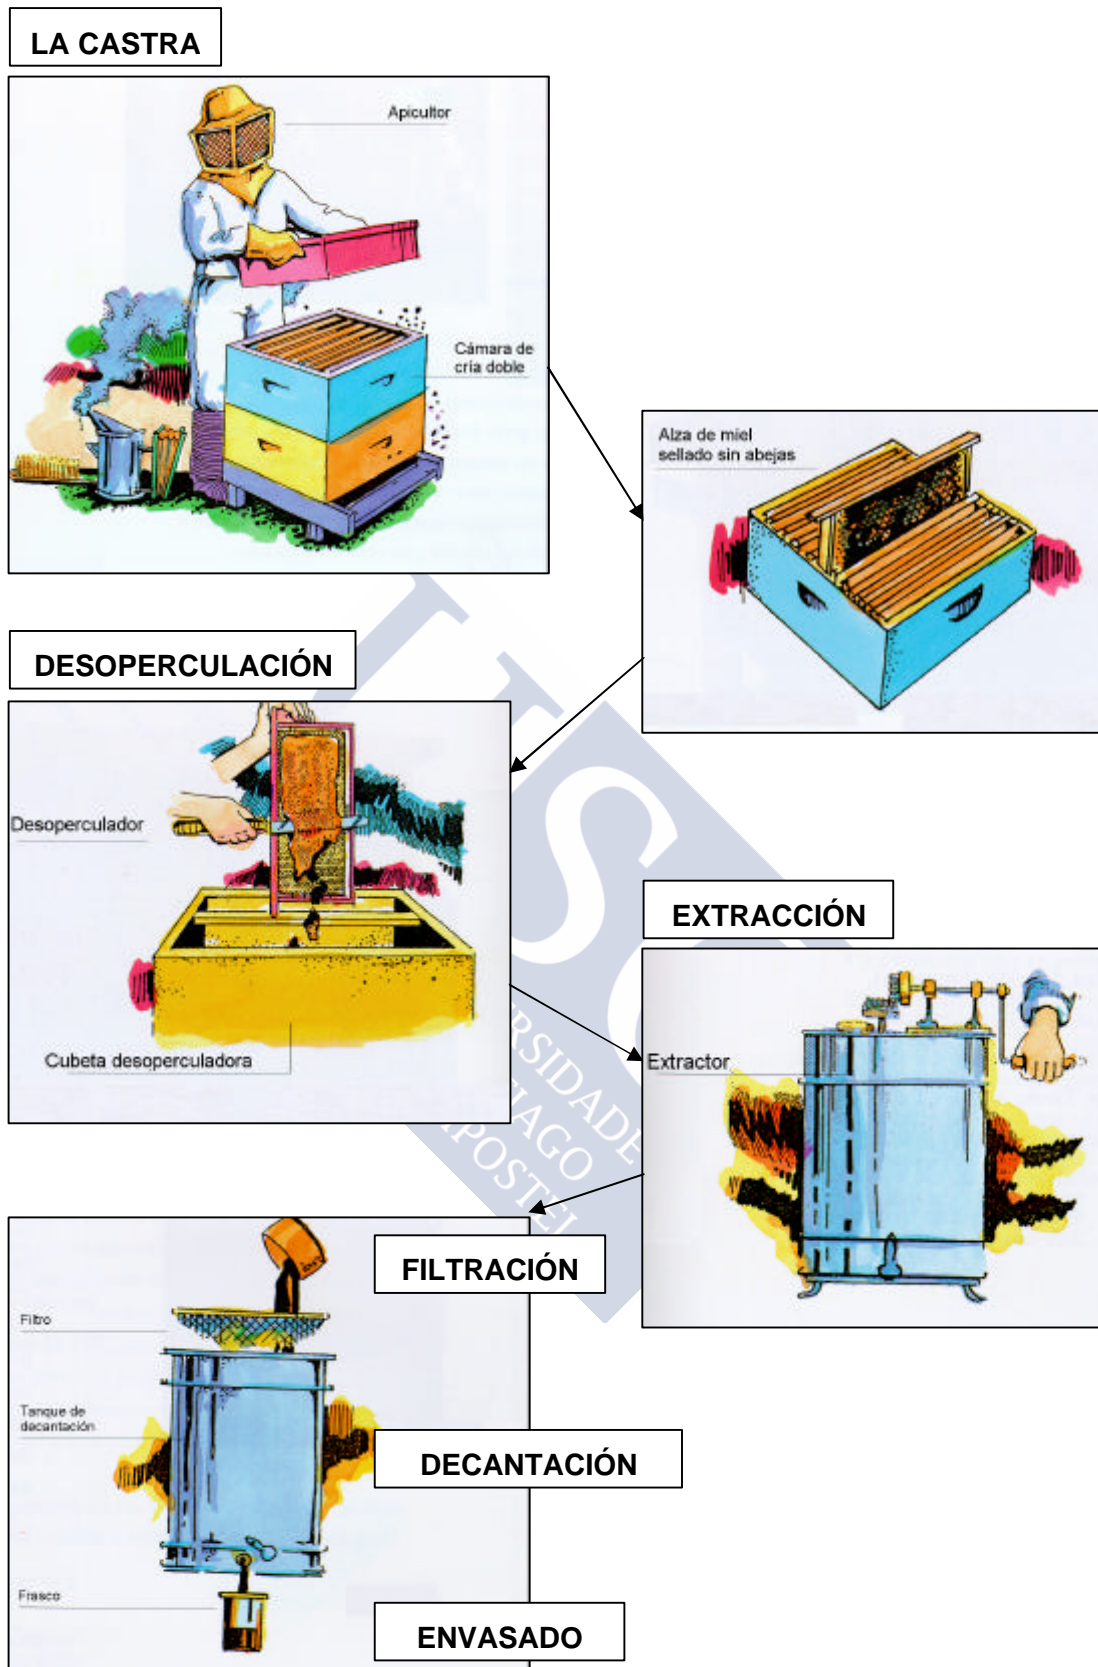 LA CASTRA
Apicultor
Cámara de
cría doble
Alza de miel
sellado sin abejas
DESOPERCULACIÓN
Desoperculador
Cubeta desoperculadora
EXTRACCIÓN
Extractor
FILTRACIÓN
Filtro
Tanque de
decantación
DECANTACIÓN
Frasco
ENVASADO